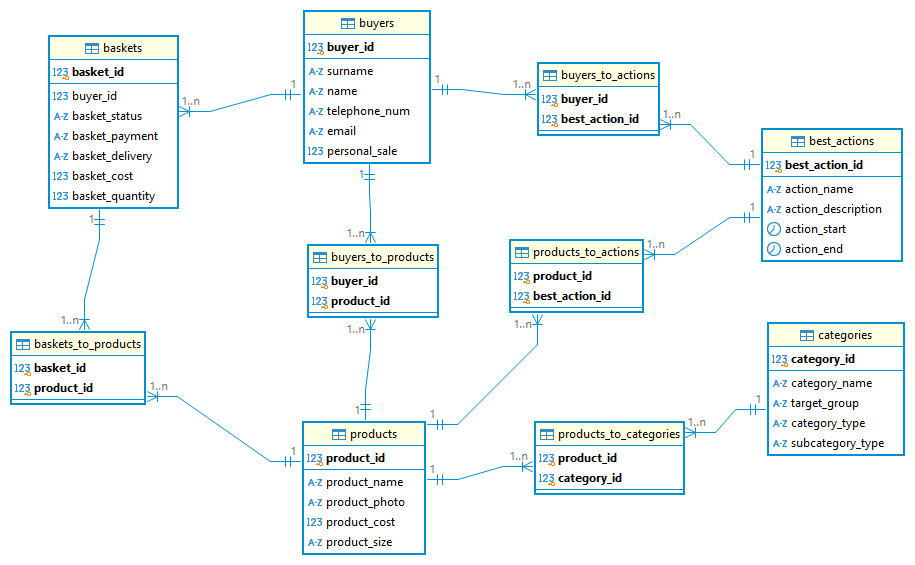 baskets
123 basket_id
123 buyer_id
A-Z basket_status
A-Z basket_payment
A-Z basket_delivery
123 basket_cost
123 basket_quantity
buyers
123 buyer_id
A-Z surname
A-Z name
A-Z telephone_num
A-Z email
123 personal_sale
buyers_to_actions
123 buyer_id
123 best_action_id
best_actions
123 best_action_id
A-Z action_name
A-Z action_description
action_start
action_end
1..n
1
1
1..n
1..n
1
1
1..n
1
1..n
1
1..n
buyers_to_products
123 buyer_id
123 product_id
products_to_actions
123 product_id
123 best_action_id
1..n
1..n
1..n
baskets_to_products
123 basket_id
123 product_id
1..n
categories
123 category_id
A-Z category_name
A-Z target_group
A-Z category_type
A-Z subcategory_type
1
1
1
1..n
products
123 product_id
A-Z product_name
A-Z product_photo
123 product_cost
A-Z product_size
1
1
1..n
products_to_categories
123 product_id
123 category_id